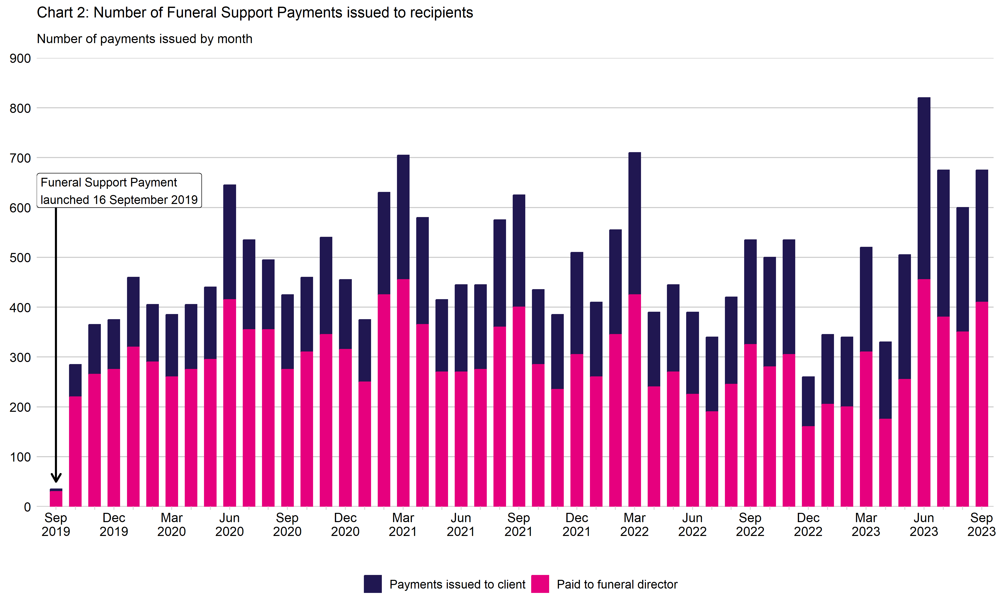 Chart 2: Number of Funeral Support Payments issued to recipients
Number of payments issued by month
900
800
700
Funeral Support Payment
launched 16 September 2019
600
500
400
300
200
100
0
Sep Dec Mar Jun Sep Dec Mar Jun Sep Dec Mar Jun Sep Dec Mar Jun Sep
2019 2019 2020 2020 2020 2020 2021 2021 2021 2021 2022 2022 2022 2022 2023 2023 2023
Payments issued to client Paid to funeral director